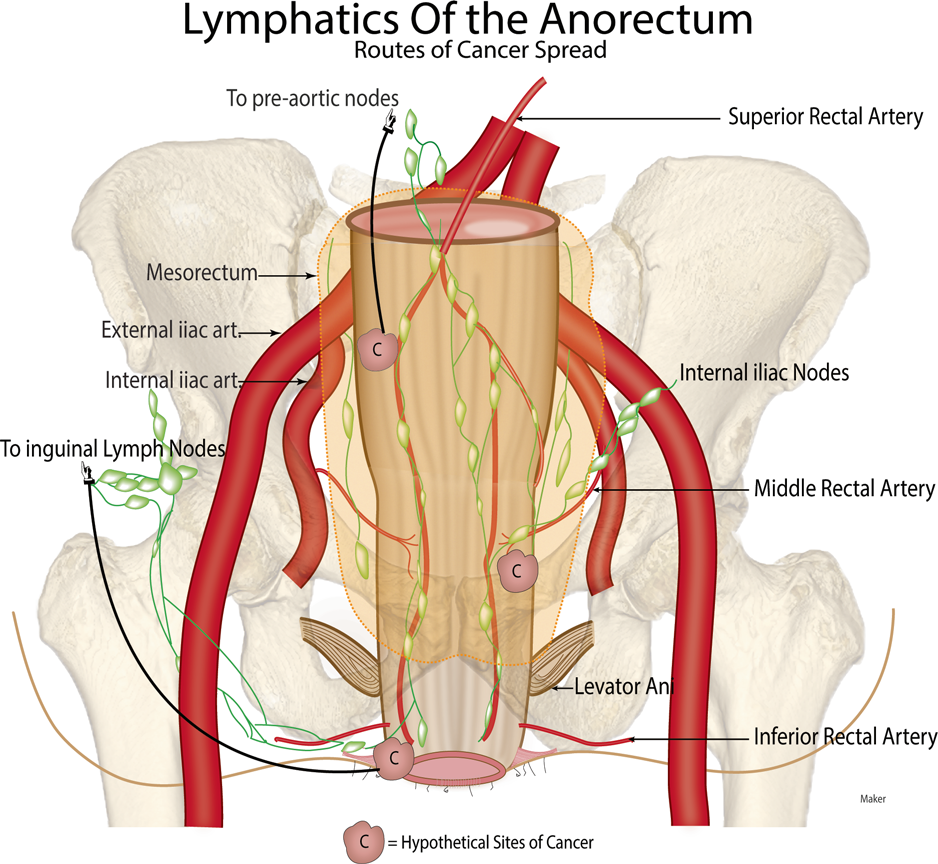 Lymphatics Of the Anorectum
Routes of Cancer Spread
To pre-aortic nodes
Superior Rectal Artery
Mesorectum
External iiac art.
Internal iiac art.
Internal iliac Nodes
To inguinal Lymph Nodes
Middle Rectal Artery
C
C
Levator Ani
Inferior Rectal Artery
C
Maker
C = Hypothetical Sites of Cancer